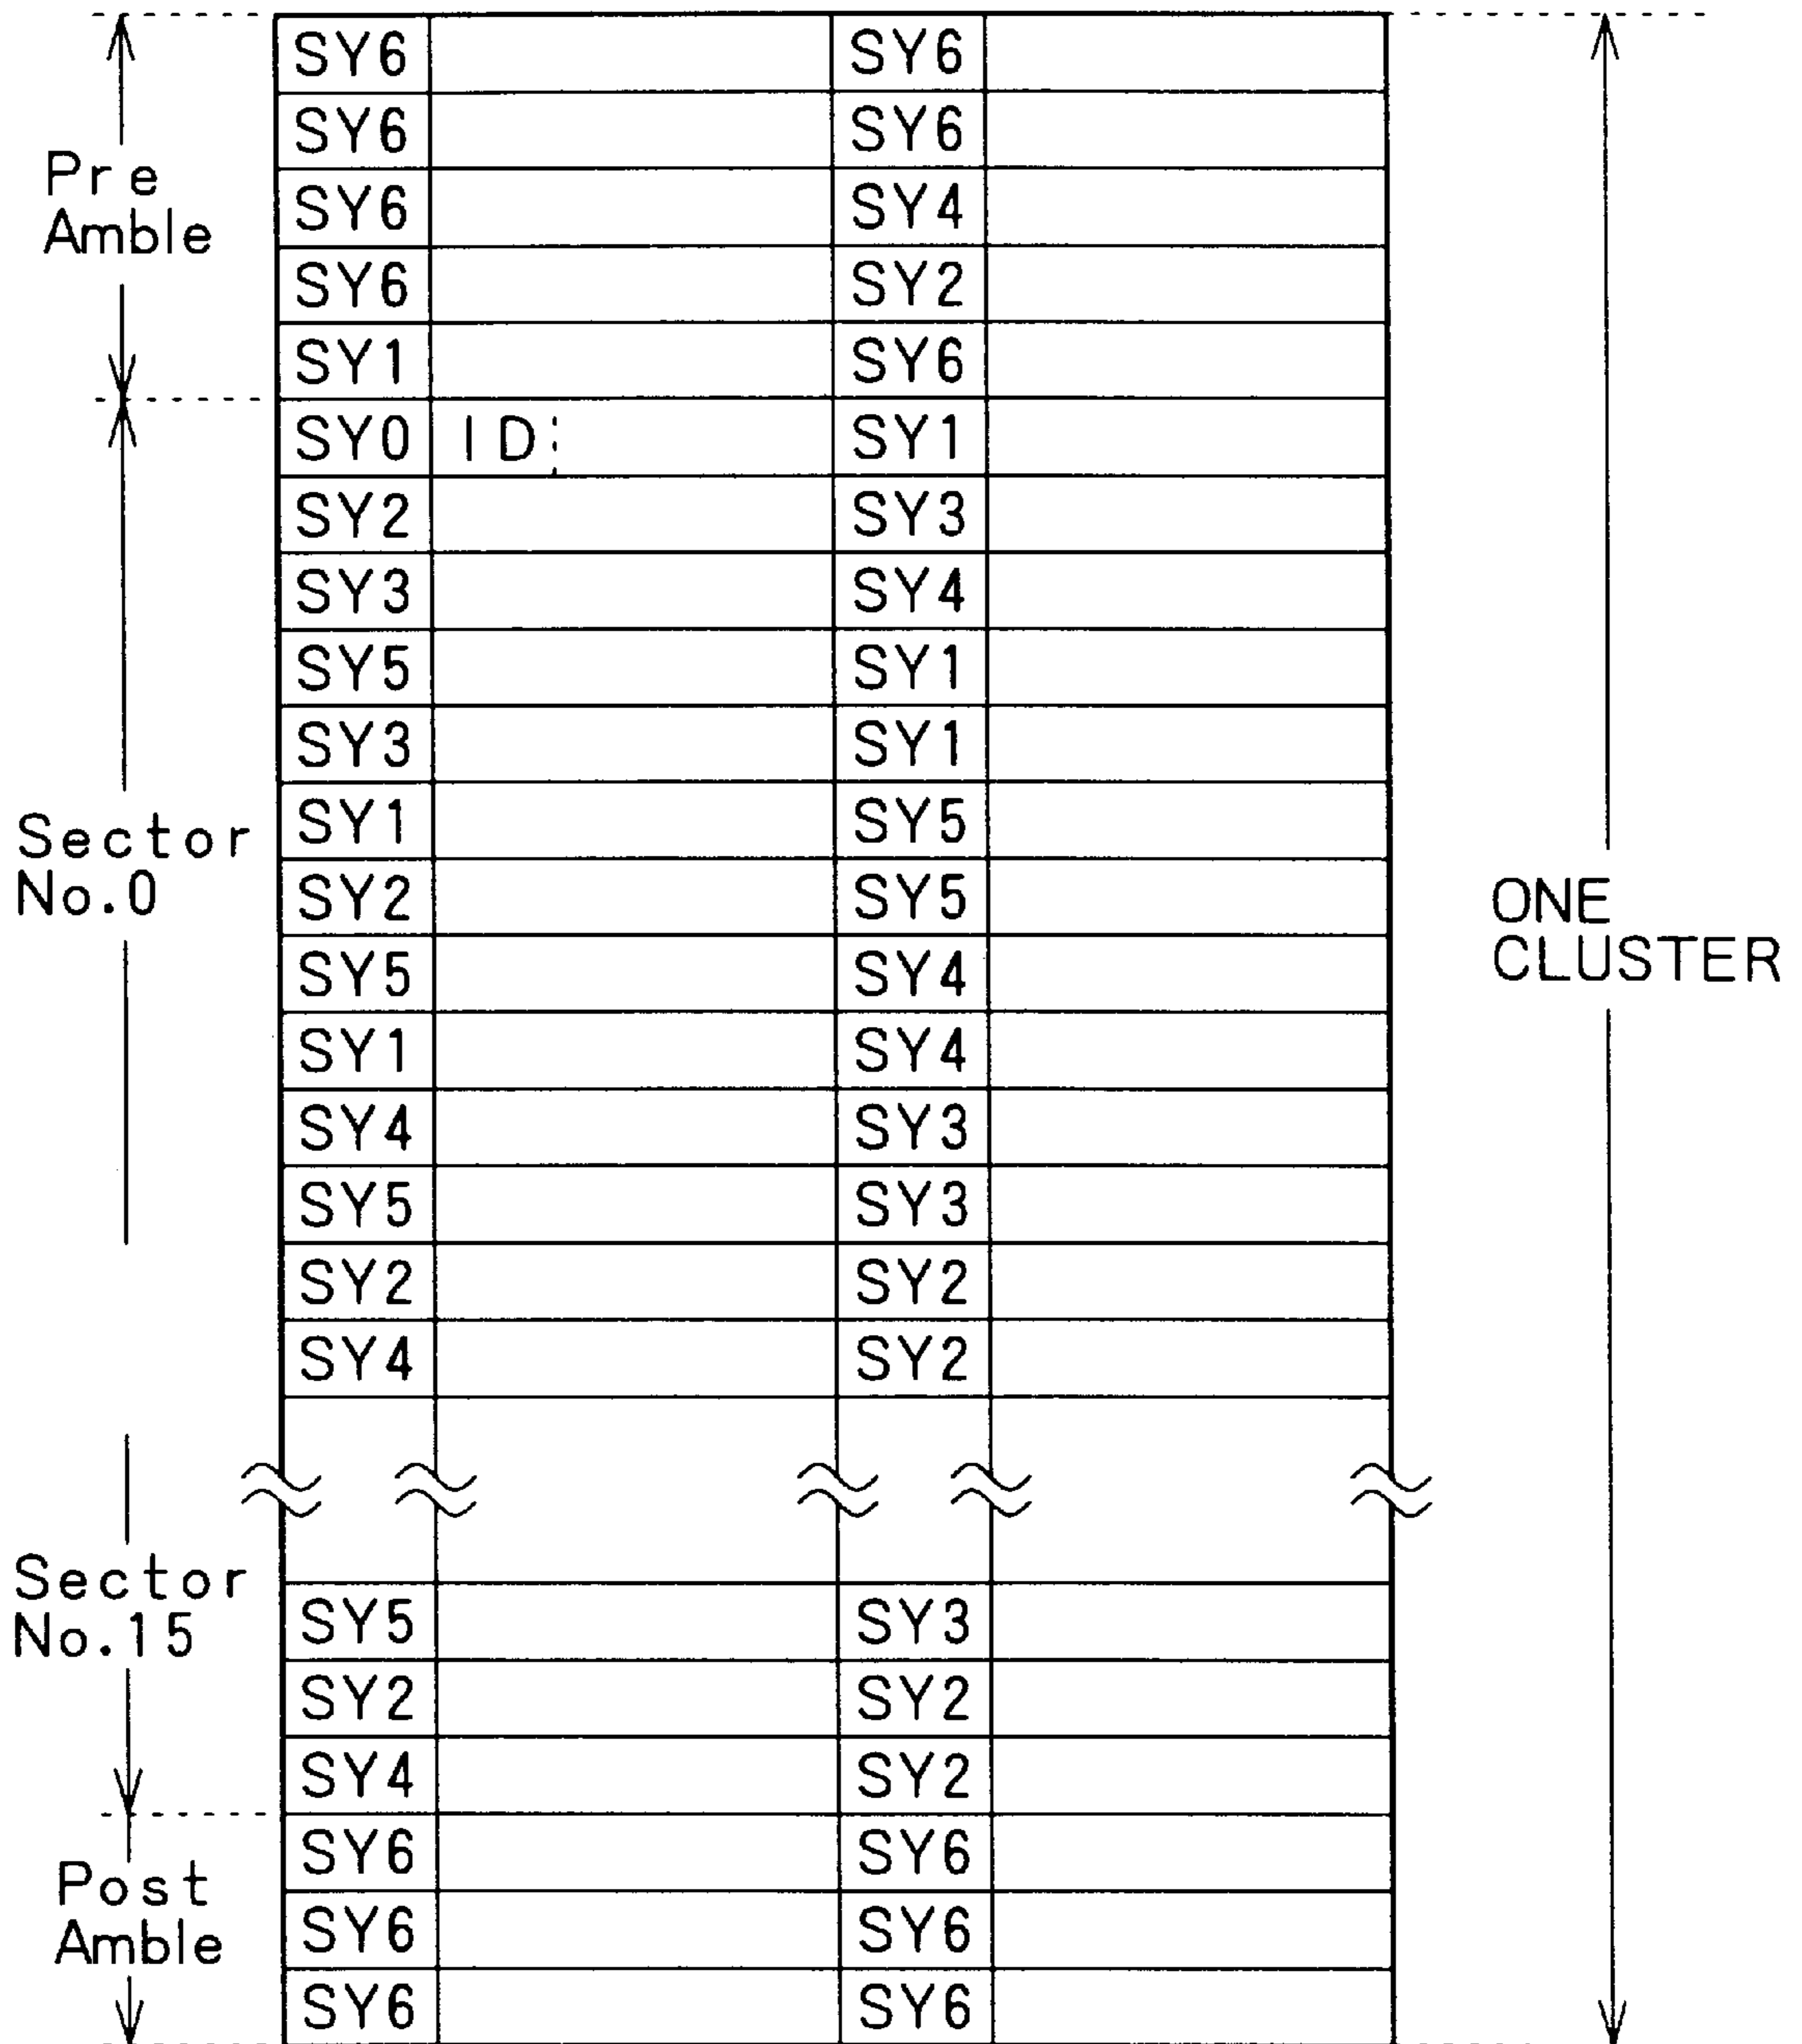 SY6 SY6
SY6 SY6
Pre
Amble
SY6 SY4
SY6 SY2
SY1 SY6
SY0 ID SY1
SY2 SY3
SY3 SY4
SY5 SY1
SY3 SY1
Sector
No.0
SY1 SY5
SY2 SY5
ONE
CLUSTER
SY5 SY4
SY1 SY4
SY4 SY3
SY5 SY3
SY2 SY2
SY4 SY2
Sector
No.15
SY5 SY3
SY2 SY2
SY4 SY2
SY6 SY6
Post
Amble
SY6 SY6
SY6 SY6